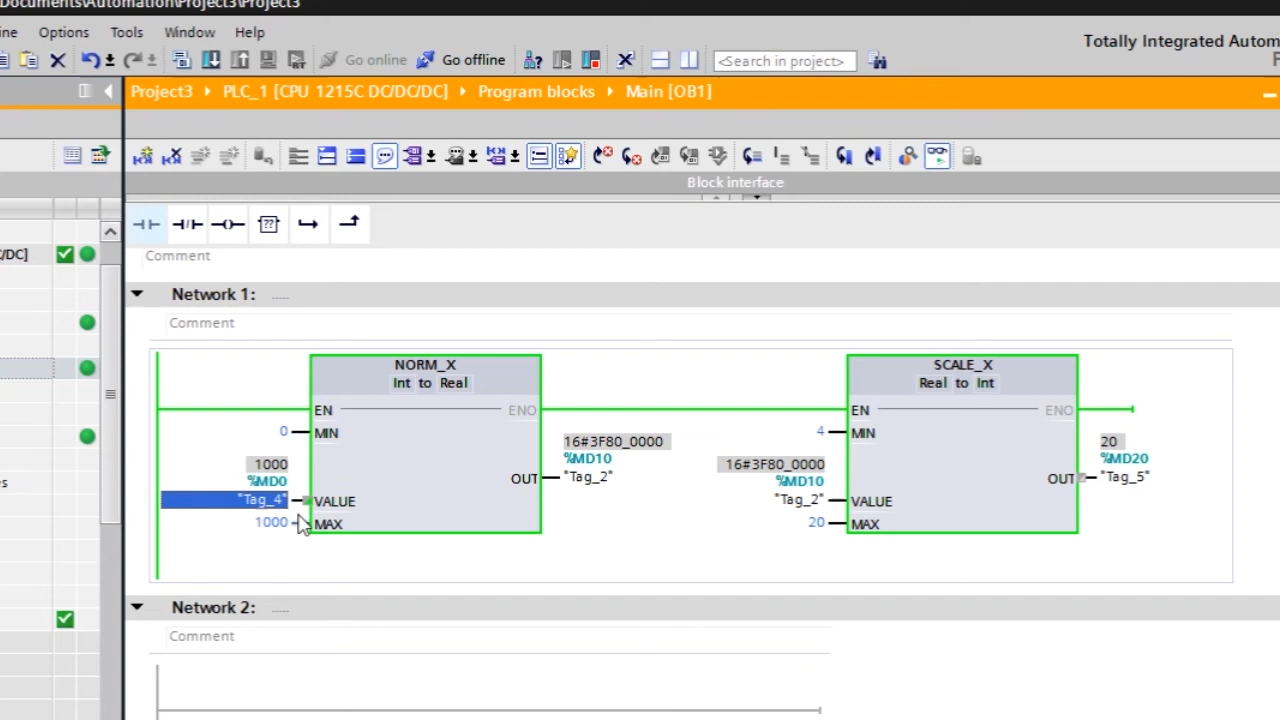 Documents\Automation\Project3\Project3
ine Options Tools Window Help
Totally Integrated Autom
Go online Go offline <Search in project>
Project3 PLC_1 [CPU 1215C DC/DC/DC] Program blocks Main [OB1]
Block interface
??
Comment
C/DC]
Network 1: .....
Comment
NORM_X
Int to Real
EN ENO
0 MIN
1000
%MD0
"Tag_4" VALUE
1000 MAX
OUT
16#3F80_0000
%MD10
"Tag_2"
SCALE_X
Real to Int
EN ENO
4 MIN
16#3F80_0000
%MD10
"Tag_2" VALUE
20 MAX
OUT
20
%MD20
"Tag_5"
es
Network 2: .....
Comment